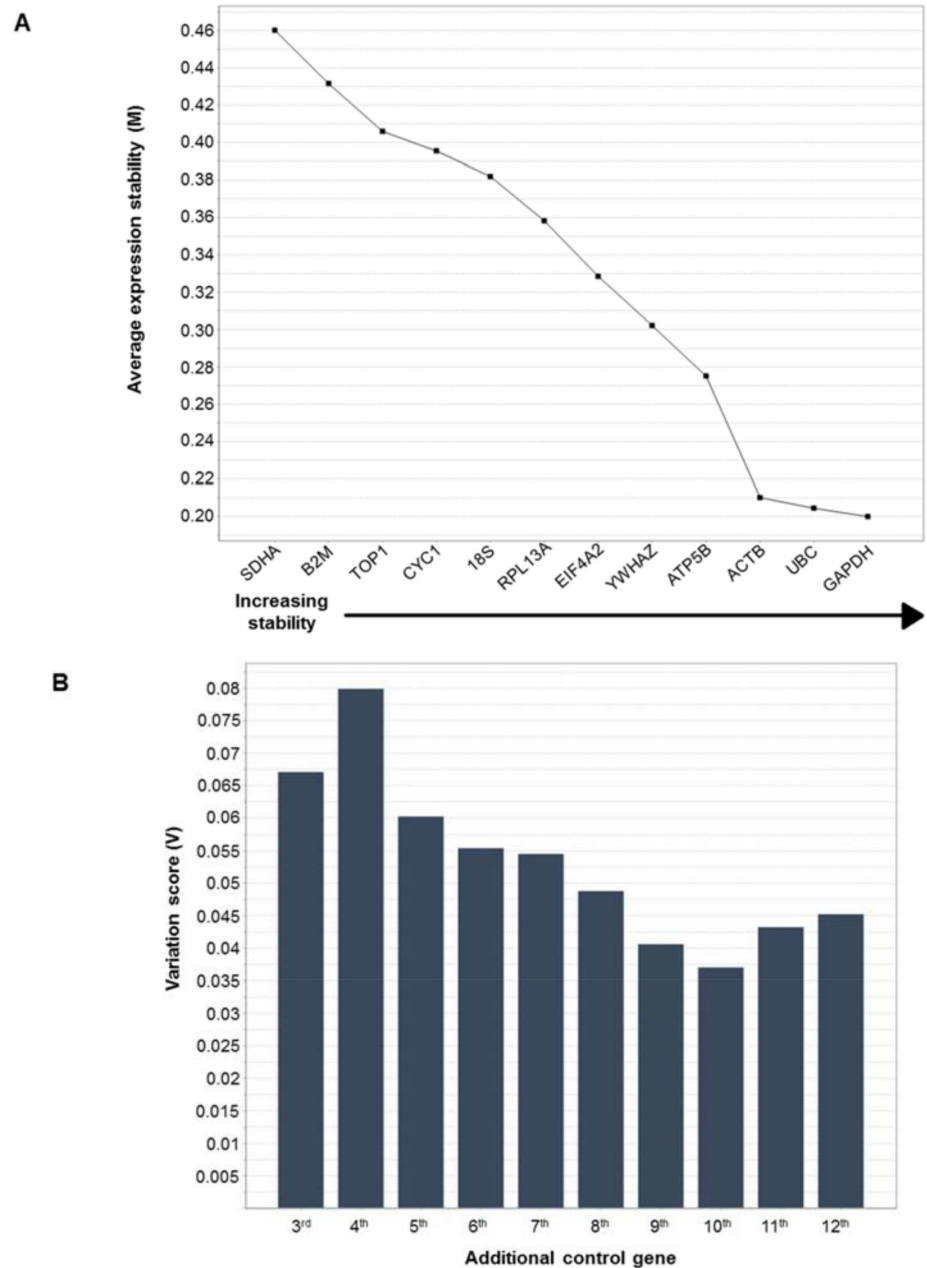 A
Average expression stability (M)
0.46
0.44
0.42
0.40
0.38
0.36
0.34
0.32
0.30
0.28
0.26
0.24
0.22
0.20
SDHA
B2M
TOP1
CYC1
18S
RPL13A
EIF4A2
YWHAZ
ATP5B
ACTB
UBC
GAPDH
Increasing
stability
B
Variation score (V)
0.08
0.075
0.07
0.065
0.06
0.055
0.05
0.045
0.04
0.035
0.03
0.025
0.02
0.015
0.01
0.005
3rd
4th
5th
6th
7th
8th
9th
10th
11th
12th
Additional control gene